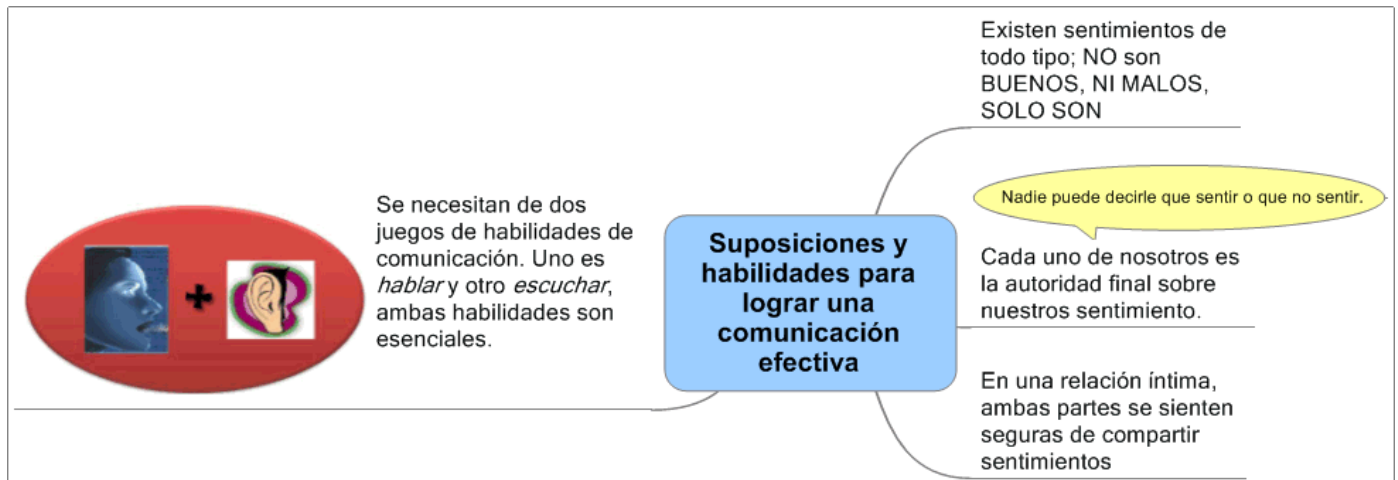 Existen sentimientos de
todo tipo; NO son
BUENOS, NI MALOS,
SOLO SON
Nadie puede decirle que sentir o que no sentir.
Se necesitan de dos
juegos de habilidades de
comunicación. Uno es
hablar y otro escuchar,
ambas habilidades son
esenciales.
Suposiciones y
habilidades para
lograr una
comunicación
efectiva
Cada uno de nosotros es
la autoridad final sobre
nuestros sentimiento.
En una relación íntima,
ambas partes se sienten
seguras de compartir
sentimientos